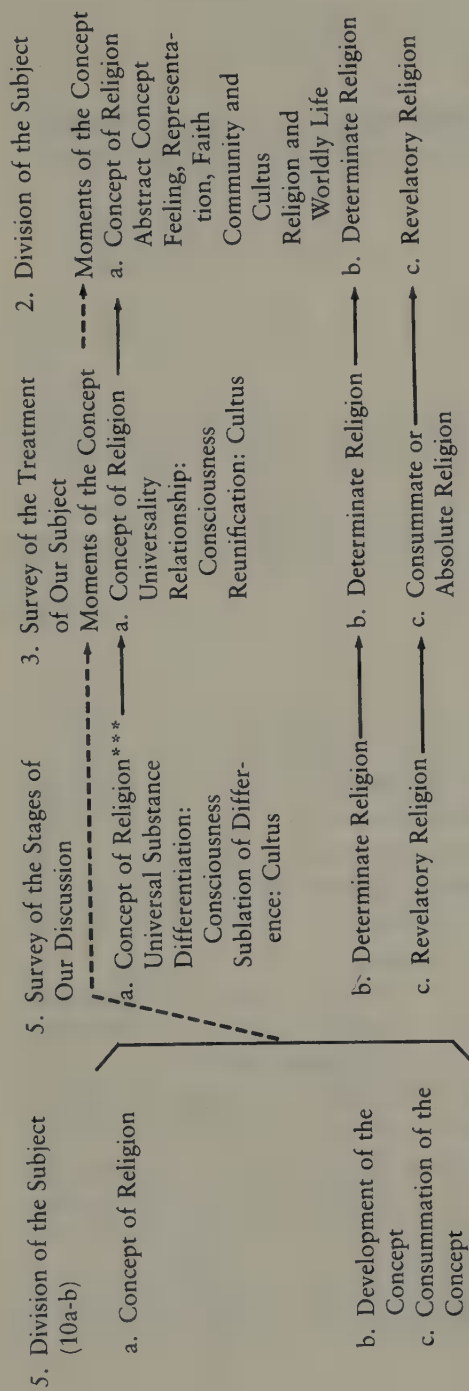 5. Division of the Subject
(10a-b)
a. Concept of Religion
b. Development of the
Concept
c. Consummation of the
Concept
5. Survey of the Stages of
Our Discussion
a. Concept of Religion***
Universal Substance
Differentiation:
Consciousness
Sublation of Differ-
ence: Cultus
b. Determinate Religion
c. Revelatory Religion
3. Survey of the Treatment
of Our Subject
Moments of the Concept
a. Concept of Religion
Universality
Relationship:
Consciousness
Reunification: Cultus
b. Determinate Religion
c. Consummate or
Absolute Religion
2. Division of the Subject
Moments of the Concept
a. Concept of Religion
Abstract Concept
Feeling, Representa-
tion, Faith
Community and
Cultus
Religion and
Worldly Life
b. Determinate Religion
c. Revelatory Religion